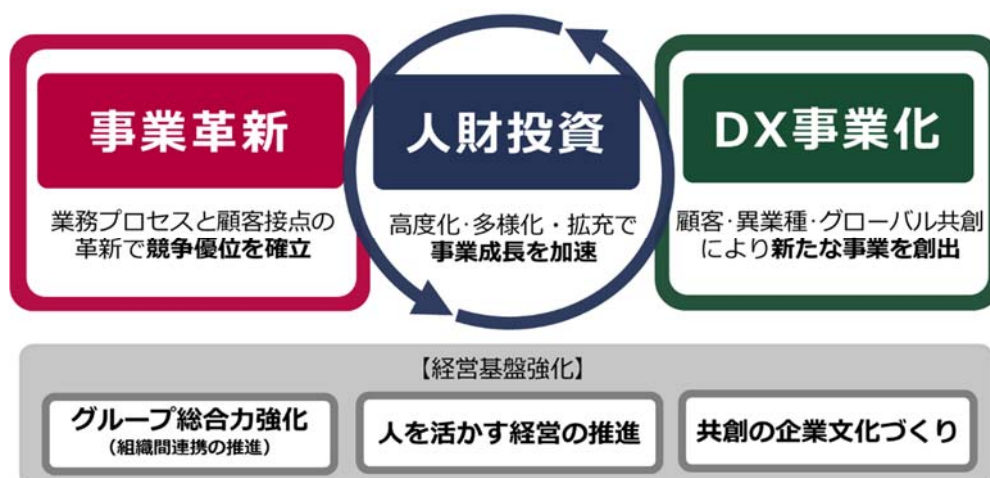 事業革新
業務プロセスと顧客接点の
革新で競争優位を確立
人財投資
高度化・多様化・拡充で
事業成長を加速
DX事業化
顧客・異業種・グローバル共創
により新たな事業を創出
【経営基盤強化】
グループ総合力強化
(組織間連携の推進)
人を活かす経営の推進
共創の企業文化づくり